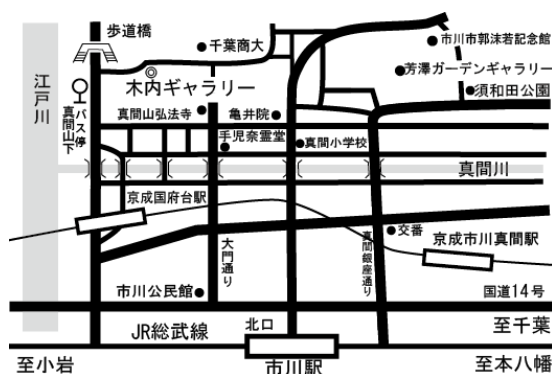 歩道橋
千葉商大
市川市郭沫若記念館
木内ギャラリー
芳澤ガーデンギャラリー
須和田公園
江戸川
バス停
真間山下
真間山弘法寺
亀井院
手児奈霊堂
真間小学校
真間川
京成国府台駅
大門通り
真間銀座通り
交番
京成市川真間駅
市川公民館
国道14号
JR総武線
北口
至千葉
至小岩
市川駅
至本八幡